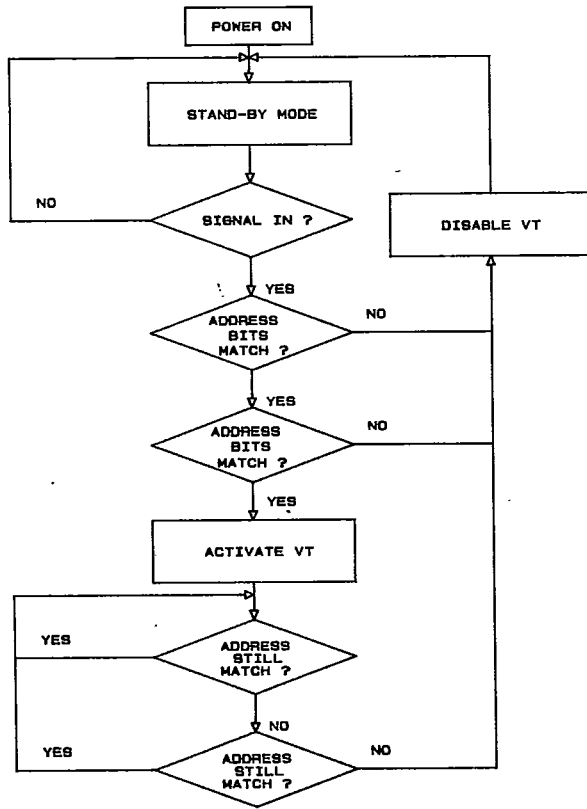 POWER ON
STAND-BY MODE
NO
SIGNAL IN ?
DISABLE VT
YES
ADDRESS
BITS
MATCH ?
NO
YES
ADDRESS
BITS
MATCH ?
NO
YES
ACTIVATE VT
YES
ADDRESS
STILL
MATCH ?
NO
YES
ADDRESS
STILL
MATCH ?
NO